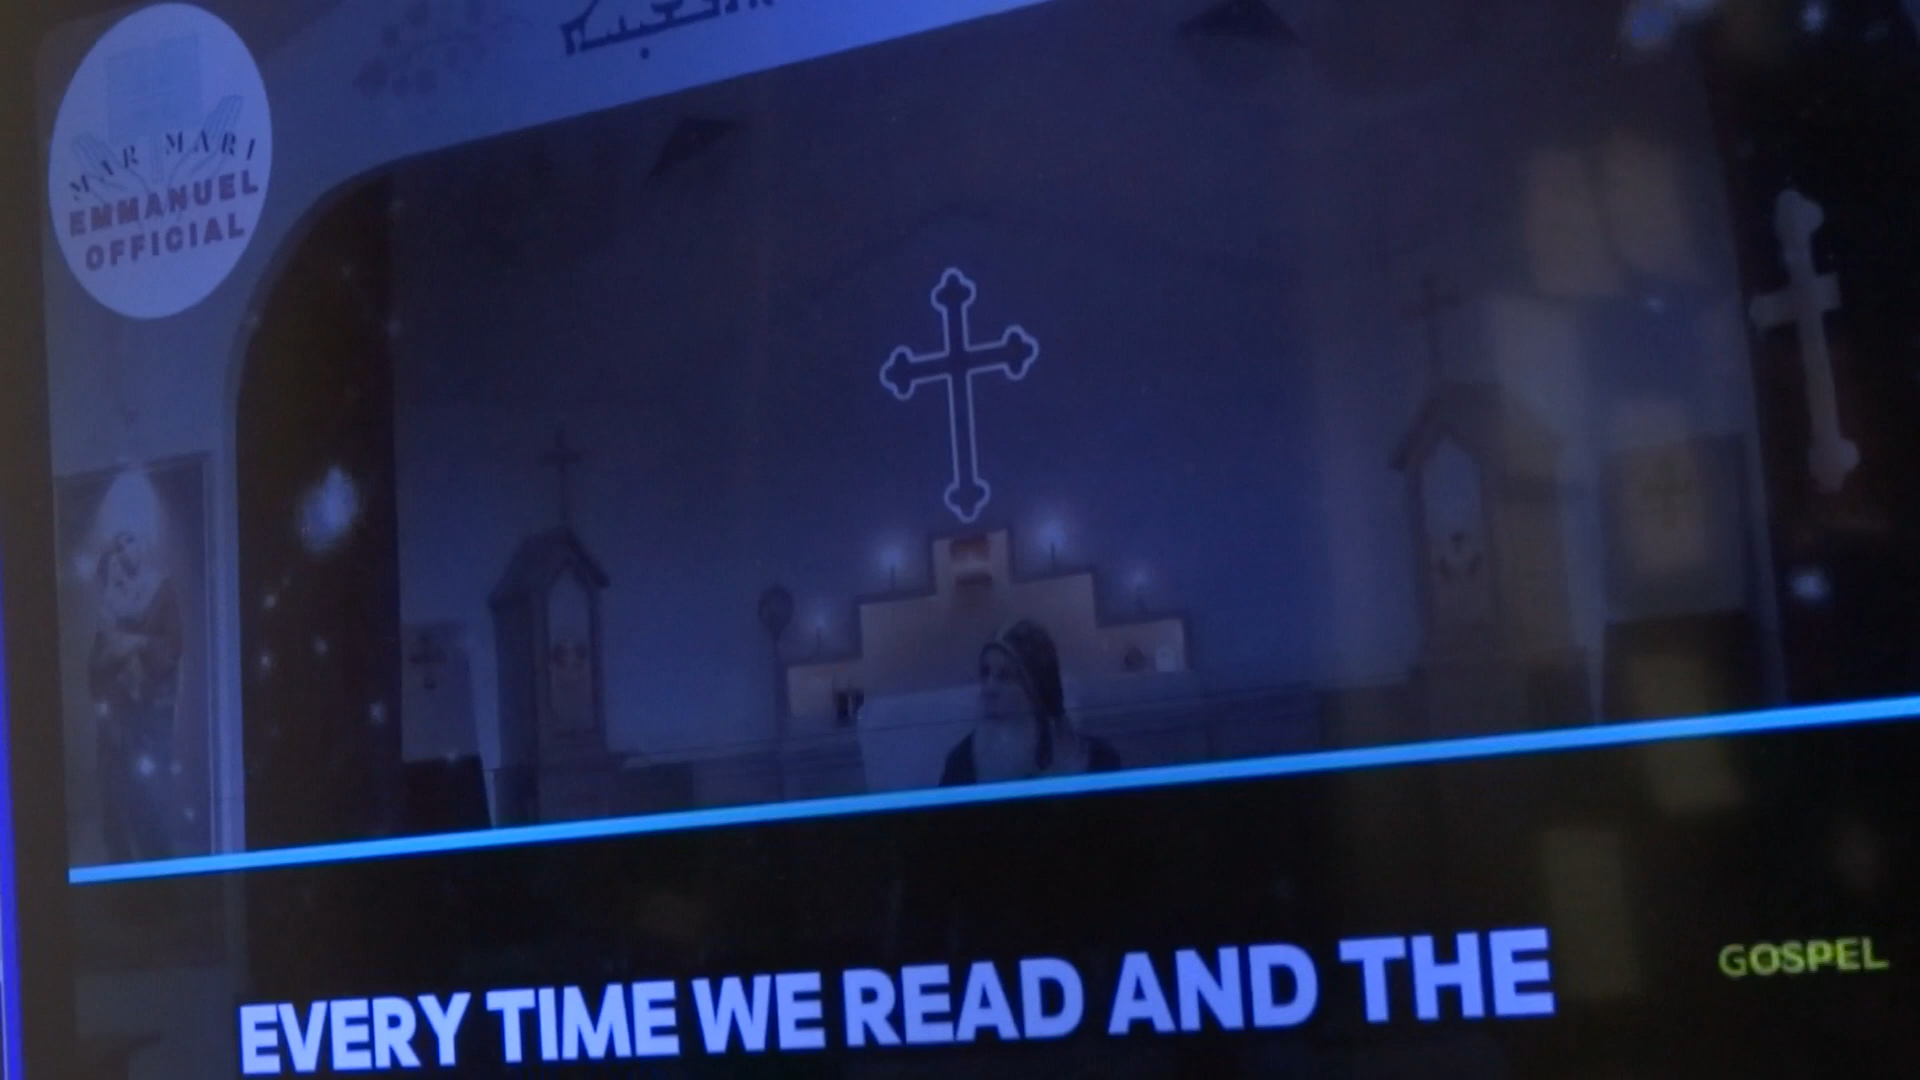 MAR MARI
EMMANUEL
OFFICIAL
EVERY TIME WE READ AND THE
GOSPEL